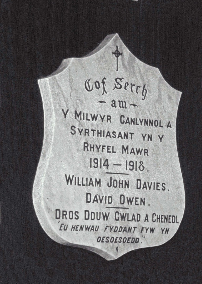 Cof Serch
— am —
Y MILWYR CANLYNNOL A
SYRTHIASANT YN Y
RHYFEL MAWR
1914 – 1918.
WILLIAM JOHN DAVIES.
DAVID OWEN.
DROS DDUW GWLAD A CHENEDL
"EU HENWAU FYDDANT FYW YN
OESOESOEDD."